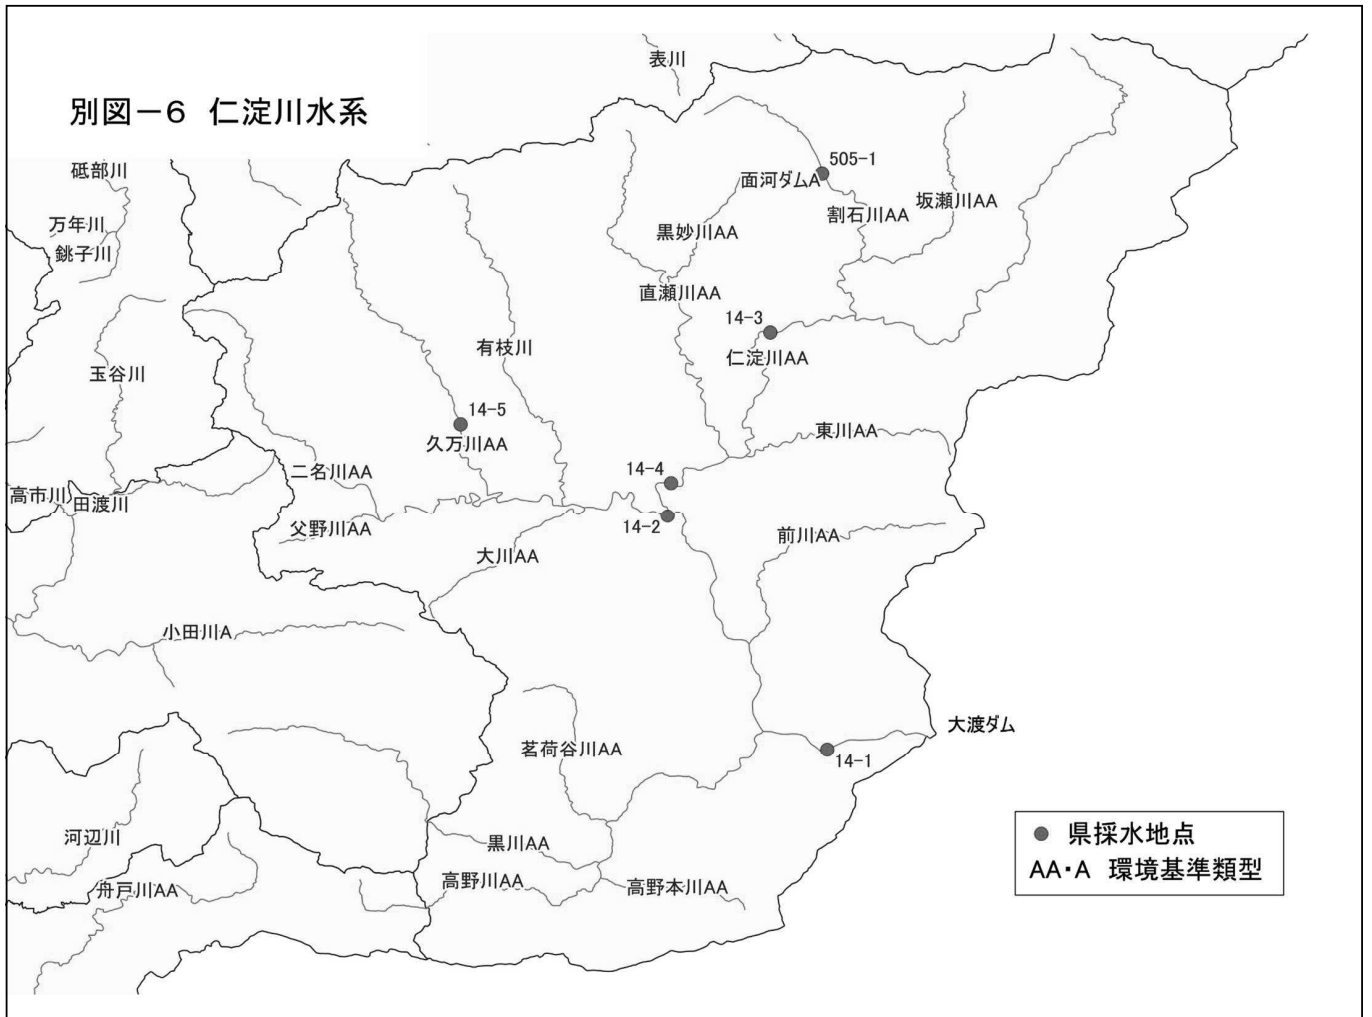 表川
別図－6 仁淀川水系
砥部川
505-1
面河ダムA
坂瀬川AA
割石川AA
万年川
黒妙川AA
銚子川
直瀬川AA
14-3
有枝川
仁淀川AA
玉谷川
14-5
久万川AA
東川AA
二名川AA
14-4
高市川
田渡川
父野川AA
14-2
前川AA
大川AA
小田川A
大渡ダム
茗荷谷川AA
14-1
河辺川
黒川AA
● 県採水地点
AA･A 環境基準類型
高野川AA
高野本川AA
舟戸川AA